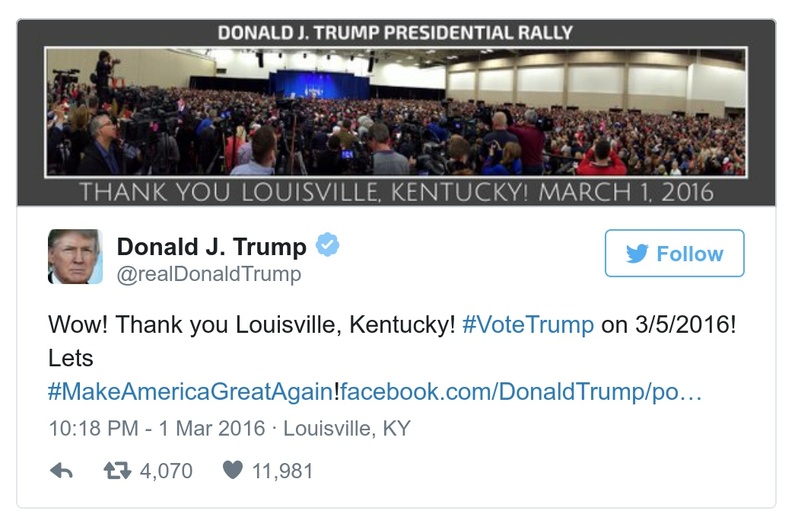 DONALD J. TRUMP PRESIDENTIAL RALLY
THANK YOU LOUISVILLE, KENTUCKY! MARCH 1, 2016
Donald J. Trump
@realDonaldTrump
Follow
Wow! Thank you Louisville, Kentucky! #VoteTrump on 3/5/2016!
Lets
#MakeAmericaGreatAgain!facebook.com/DonaldTrump/po…
10:18 PM - 1 Mar 2016 · Louisville, KY
4,070 11,981